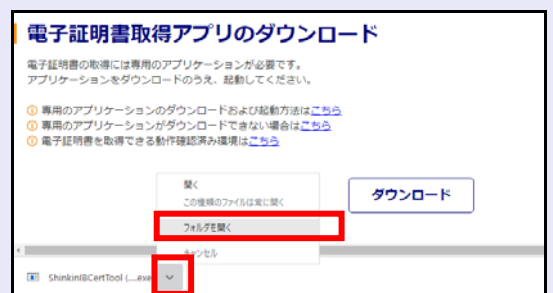 電子証明書取得アプリのダウンロード
電子証明書の取得には専用のアプリケーションが必要です。
アプリケーションをダウンロードのうえ、起動してください。
専用のアプリケーションのダウンロードおよび起動方法はこちら
専用のアプリケーションがダウンロードできない場合はこちら
電子証明書を取得できる動作確認済み環境はこちら
開く
この種類のファイルは常に開く
フォルダを開く
キャンセル
ダウンロード
ShinkinIBCertTool (....exe